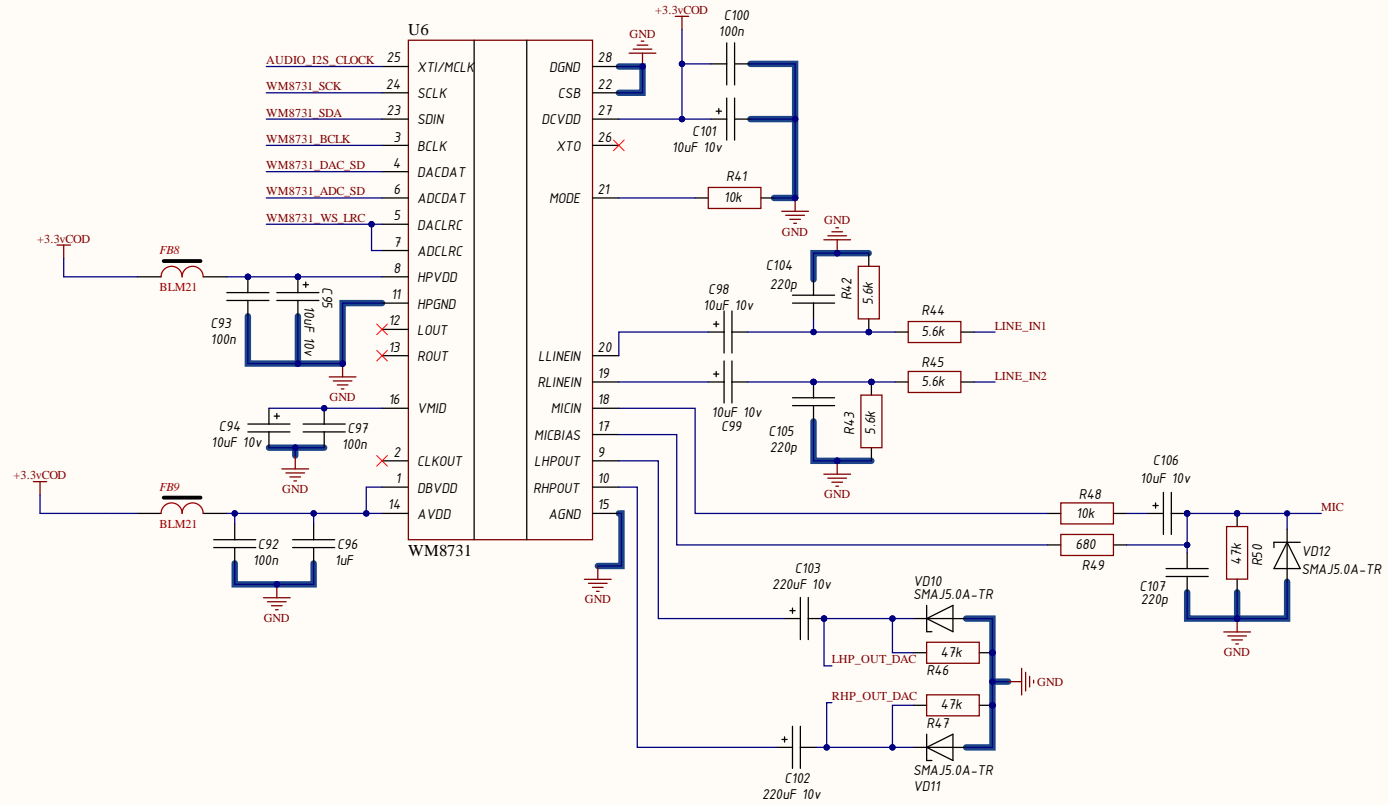 U6
WM8731
AUDIO_I2S_CLOCK 25 XTI/MCLK
WM8731_SCK 24 SCLK
WM8731_SDA 23 SDIN
WM8731_BCLK 3 BCLK
WM8731_DAC_SD 4 DACDAT
WM8731_ADC_SD 6 ADCDAT
WM8731_WS_LRC 5 DACLRC
7 ADCLRC
8 HPVDD
11 HPGND
12 LOUT
13 ROUT
16 VMID
2 CLKOUT
1 DBVDD
14 AVDD
DGND 28
CSB 22
DCVDD 27
XTO 26
MODE 21
LLINEIN 20
RLINEIN 19
MICIN 18
MICBIAS 17
LHPOUT 9
RHPOUT 10
AGND 15
+3.3vCOD
FB8
BLM21
C93
100n
C95
10uF 10v
GND
C94
10uF 10v
C97
100n
GND
+3.3vCOD
FB9
BLM21
C92
100n
C96
1uF
GND
GND
+3.3vCOD
C100
100n
C101
10uF 10v
R41
10k
GND
GND
C104
220p
R42
5.6k
C98
10uF 10v
R44
5.6k
LINE_IN1
R45
5.6k
LINE_IN2
10uF 10v
C99
C105
220p
R43
5.6k
GND
C106
10uF 10v
R48
10k
MIC
680
R49
C107
220p
47k
R50
VD12
SMAJ5.0A-TR
GND
GND
C103
220uF 10v
VD10
SMAJ5.0A-TR
LHP_OUT_DAC
47k
R46
GND
RHP_OUT_DAC
47k
R47
SMAJ5.0A-TR
VD11
C102
220uF 10v